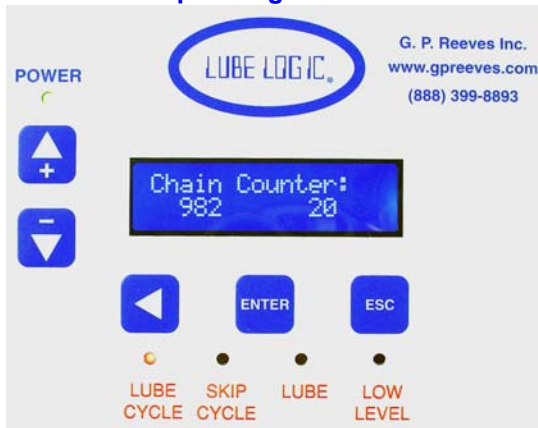 LUBE LOGIC®
G. P. Reeves Inc.
www.gpreeves.com
(888) 399-8893
POWER
+
Chain Counter:
982 20
−
ENTER
ESC
LUBE CYCLE
SKIP CYCLE
LUBE
LOW LEVEL